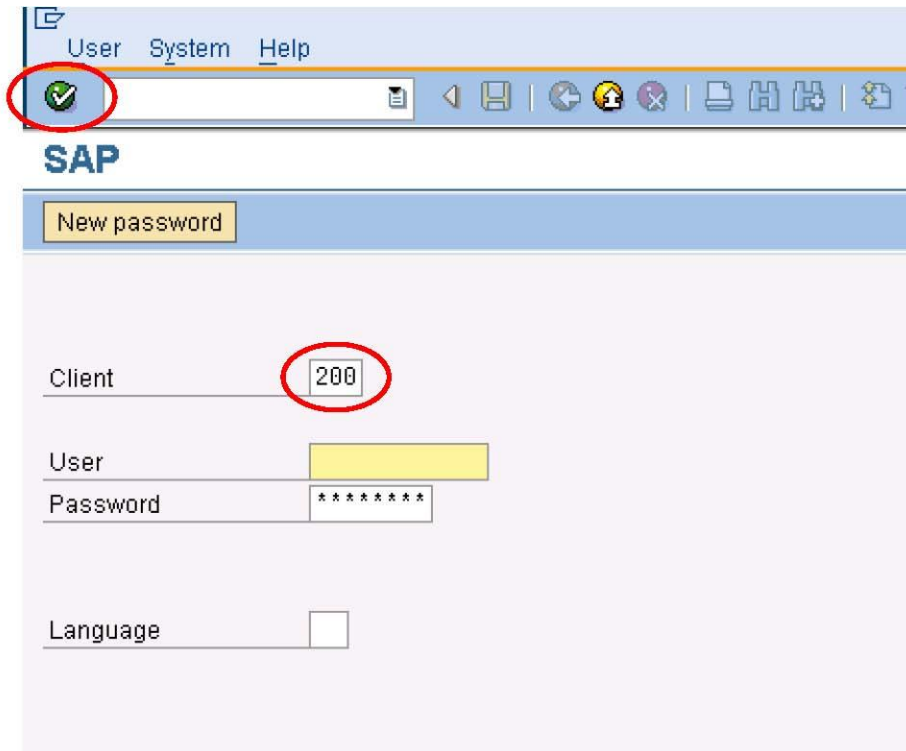 User System Help
SAP
New password
Client 200
User
Password ********
Language